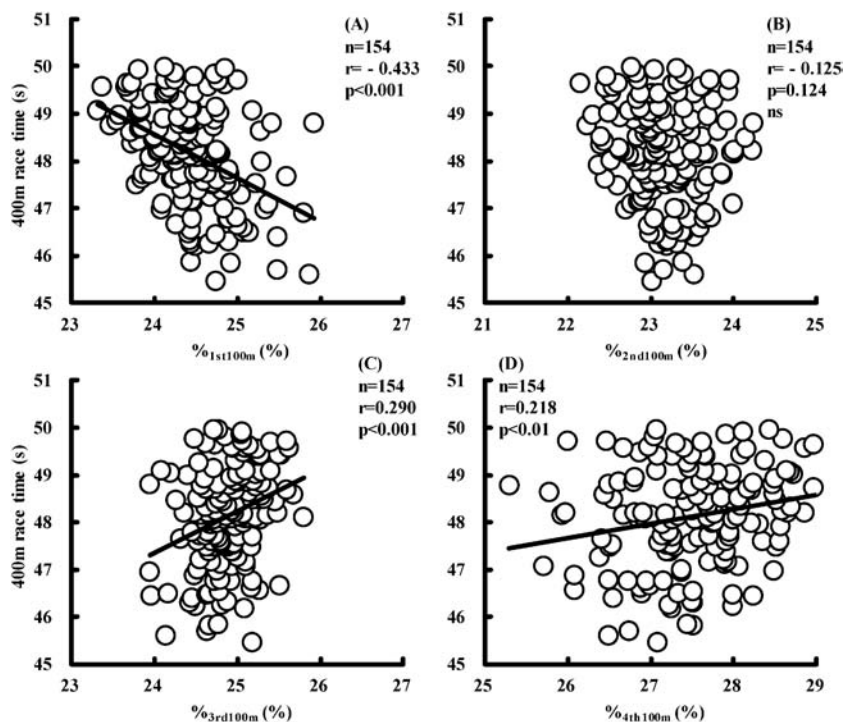 (A)
n=154
r= - 0.433
p<0.001
400m race time (s)
51
50
49
48
47
46
45
23 24 25 26 27
%1st100m (%)
(B)
n=154
r= - 0.125
p=0.124
ns
51
50
49
48
47
46
45
21 22 23 24 25
%2nd100m (%)
(C)
n=154
r=0.290
p<0.001
400m race time (s)
51
50
49
48
47
46
45
23 24 25 26 27
%3rd100m (%)
(D)
n=154
r=0.218
p<0.01
51
50
49
48
47
46
45
25 26 27 28 29
%4th100m (%)